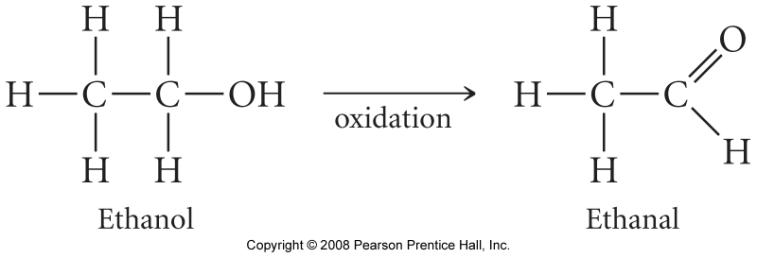 H H H O
H C C OH oxidation H C C
H H H H
Ethanol Ethanal
Copyright © 2008 Pearson Prentice Hall, Inc.